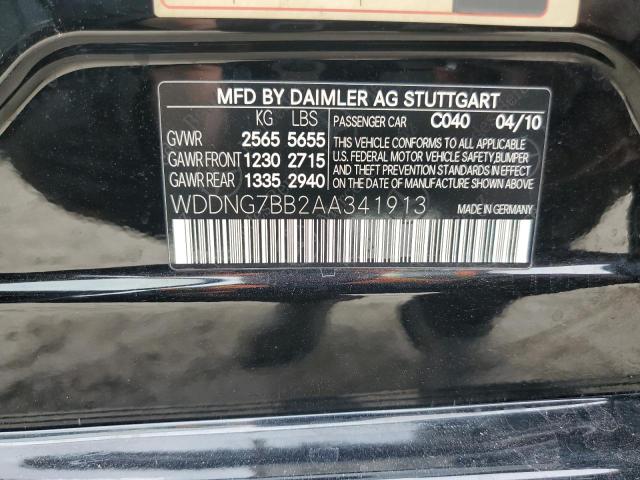 MFD BY DAIMLER AG STUTTGART
KG LBS PASSENGER CAR C040 04/10
GVWR 2565 5655 THIS VEHICLE CONFORMS TO ALL APPLICABLE
GAWR FRONT 1230 2715 U.S. FEDERAL MOTOR VEHICLE SAFETY, BUMPER
GAWR REAR 1335 2940 AND THEFT PREVENTION STANDARDS IN EFFECT
ON THE DATE OF MANUFACTURE SHOWN ABOVE.
WDDNG7BB2AA341913 MADE IN GERMANY